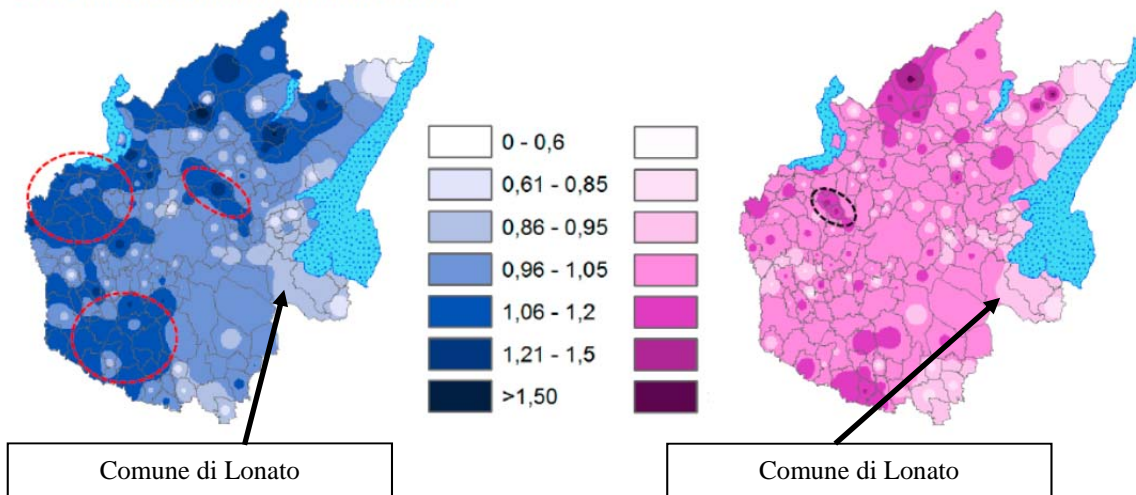 0 - 0,6
0,61 - 0,85
0,86 - 0,95
0,96 - 1,05
1,06 - 1,2
1,21 - 1,5
>1,50
Comune di Lonato
Comune di Lonato